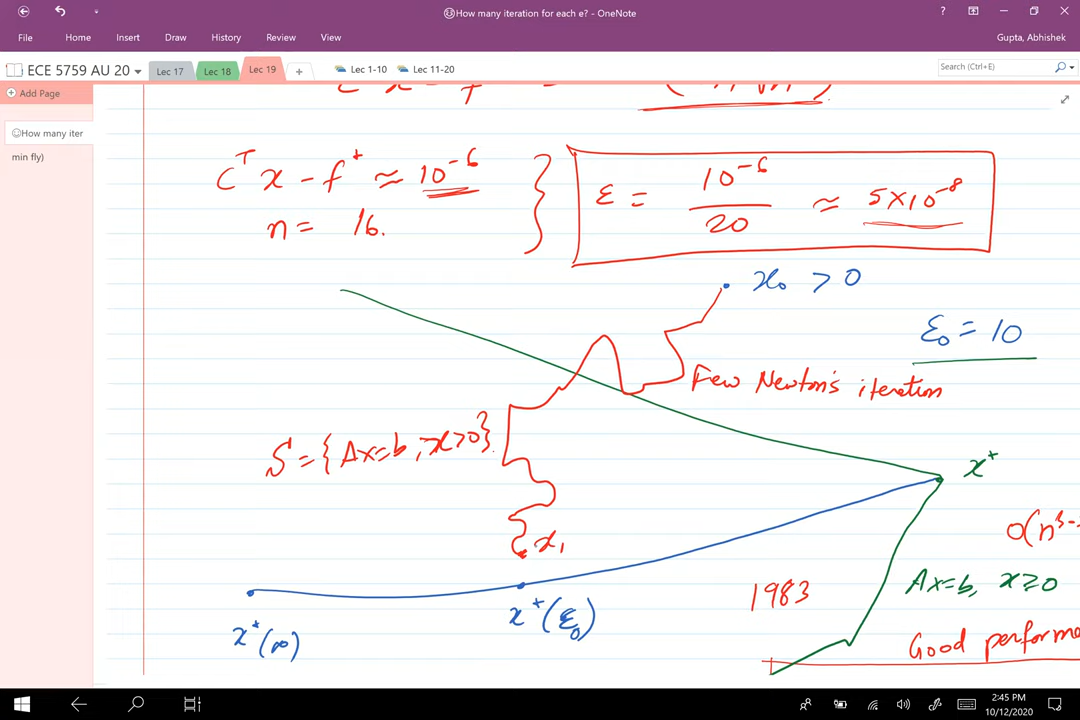 How many iteration for each e? - OneNote
File Home Insert Draw History Review View
Gupta, Abhishek
ECE 5759 AU 20
Lec 17
Lec 18
Lec 19
Lec 1-10
Lec 11-20
Search (Ctrl+E)
Add Page
How many iter
min fly)
C^T x - f* ≈ 10^-6
n = 16.
ε = 10^-6 / 20 ≈ 5×10^-8
x₀ > 0
ε₀ = 10
Few Newton's iteration
S = {Ax=b, x>0}.
x*
x₁
O(n^3-
Ax=b, x≥0
1983
x*(∞)
x*(ε₀)
Good performa
2:45 PM
10/12/2020